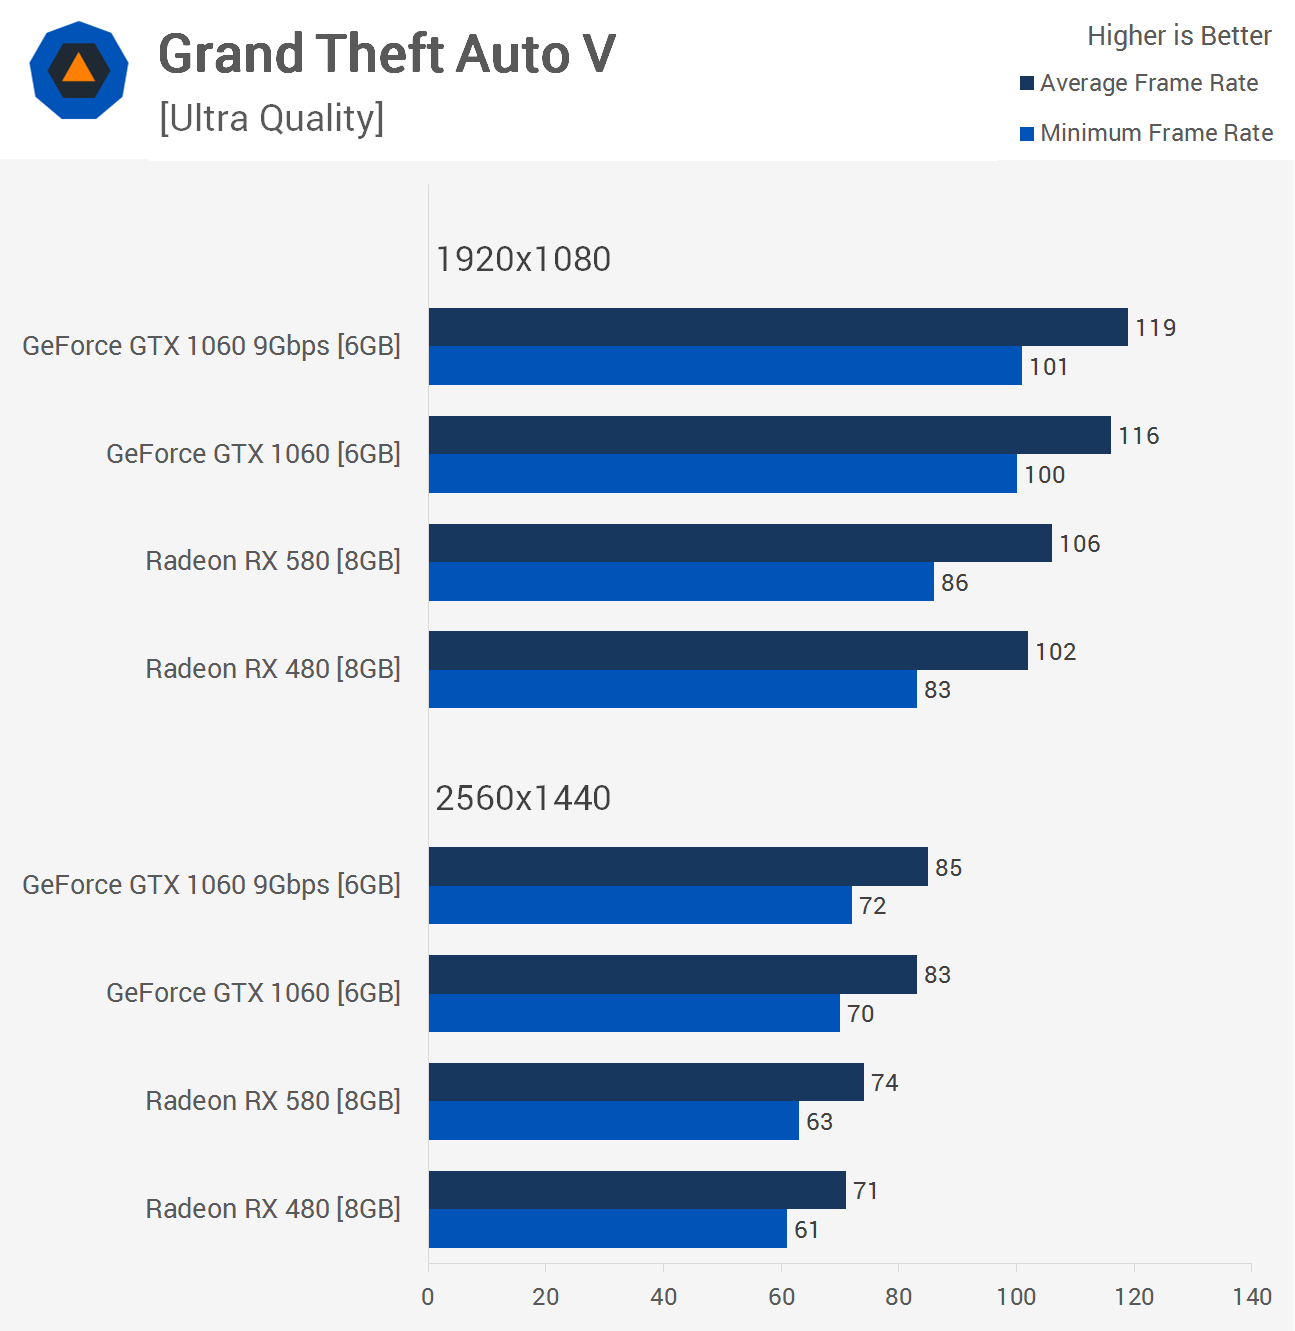 Grand Theft Auto V
[Ultra Quality]
Higher is Better
Average Frame Rate
Minimum Frame Rate
1920x1080
GeForce GTX 1060 9Gbps [6GB]
119
101
GeForce GTX 1060 [6GB]
116
100
Radeon RX 580 [8GB]
106
86
Radeon RX 480 [8GB]
102
83
2560x1440
GeForce GTX 1060 9Gbps [6GB]
85
72
GeForce GTX 1060 [6GB]
83
70
Radeon RX 580 [8GB]
74
63
Radeon RX 480 [8GB]
71
61
0 20 40 60 80 100 120 140